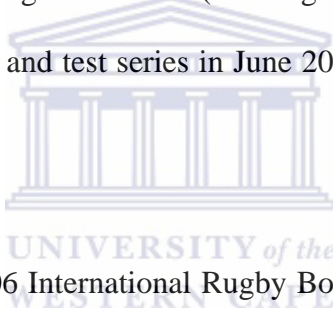 and test series in June 20
UNIVERSITY of the
06 International Rugby Bo
WESTERN CAPE